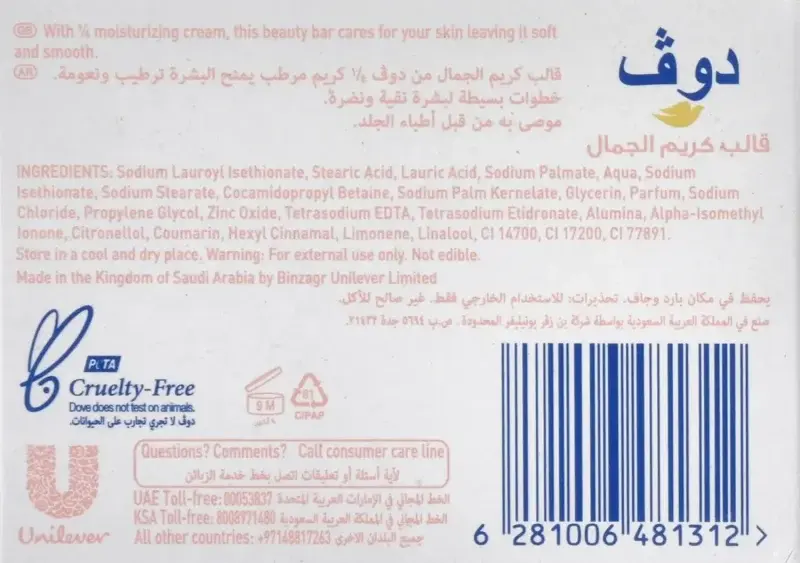 GB With ¼ moisturizing cream, this beauty bar cares for your skin leaving it soft
and smooth.
AR قالب كريم الجمال من دوڤ ¼ كريم مرطب يمنح البشرة ترطيب ونعومة.
خطوات بسيطة لبشرة نقية ونضرة.
موصى به من قبل أطباء الجلد.
دوڤ
قالب كريم الجمال
INGREDIENTS: Sodium Lauroyl Isethionate, Stearic Acid, Lauric Acid, Sodium Palmate, Aqua, Sodium
Isethionate, Sodium Stearate, Cocamidopropyl Betaine, Sodium Palm Kernelate, Glycerin, Parfum, Sodium
Chloride, Propylene Glycol, Zinc Oxide, Tetrasodium EDTA, Tetrasodium Etidronate, Alumina, Alpha-Isomethyl
Ionone, Citronellol, Coumarin, Hexyl Cinnamal, Limonene, Linalool, CI 14700, CI 17200, CI 77891.
Store in a cool and dry place. Warning: For external use only. Not edible.
Made in the Kingdom of Saudi Arabia by Binzagr Unilever Limited
يحفظ في مكان بارد وجاف. تحذيرات: للاستخدام الخارجي فقط. غير صالح للأكل.
صنع في المملكة العربية السعودية بواسطة شركة بن زقر يونيليفر المحدودة. ص.ب ٥٦٩٤ جدة ٢١٤٣٢.
PETA
Cruelty-Free
Dove does not test on animals.
دوڤ لا تجري تجارب على الحيوانات.
9 M
81
C/PAP
Unilever
Questions? Comments? Call consumer care line
لأية أسئلة أو تعليقات اتصل بخط خدمة الزبائن
UAE Toll-free: 80053837 الخط المجاني في الإمارات العربية المتحدة
KSA Toll-free: 8008971480 الخط المجاني في المملكة العربية السعودية
All other countries: +97148817263 جميع البلدان الاخرى
6 281006 481312 >